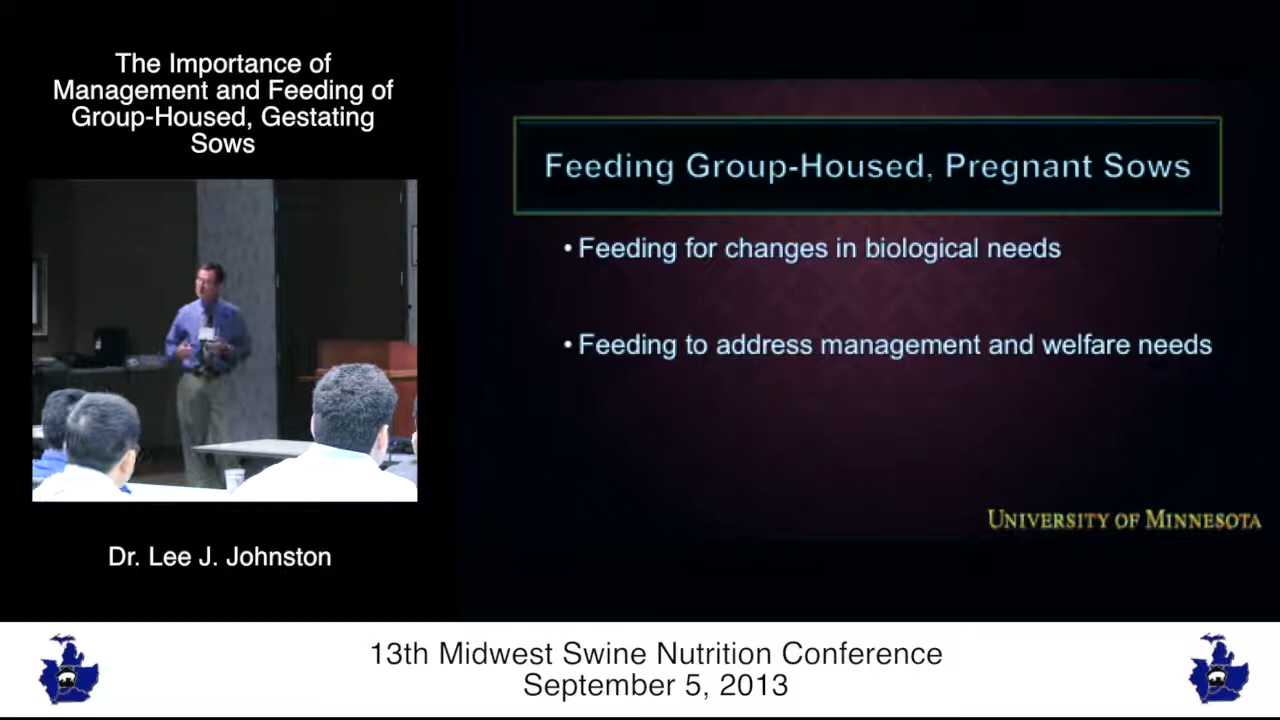 The Importance of
Management and Feeding of
Group-Housed, Gestating
Sows
Dr. Lee J. Johnston
Feeding Group-Housed, Pregnant Sows
• Feeding for changes in biological needs
• Feeding to address management and welfare needs
UNIVERSITY OF MINNESOTA
13th Midwest Swine Nutrition Conference
September 5, 2013